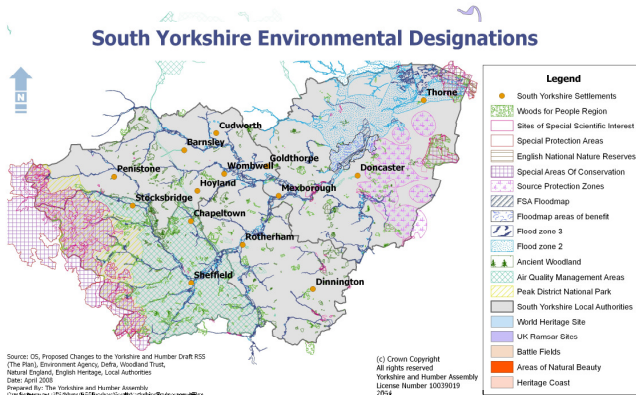 South Yorkshire Environmental Designations
N
Thorne
Cudworth
Barnsley
Goldthorpe
Wombwell
Doncaster
Penistone
Hoyland
Mexborough
Stocksbridge
Chapeltown
Rotherham
Sheffield
Dinnington
Legend
South Yorkshire Settlements
Woods for People Region
Sites of Special Scientific Interest
Special Protection Areas
English National Nature Reserves
Special Areas Of Conservation
Source Protection Zones
FSA Floodmap
Floodmap areas of benefit
Flood zone 3
Flood zone 2
Ancient Woodland
Air Quality Management Areas
Peak District National Park
South Yorkshire Local Authorities
World Heritage Site
UK Ramsar Sites
Battle Fields
Areas of Natural Beauty
Heritage Coast
Source: OS, Proposed Changes to the Yorkshire and Humber Draft RSS
(The Plan), Environment Agency, Defra, Woodland Trust,
Natural England, English Heritage, Local Authorities
Date: April 2008
Prepared By: The Yorkshire and Humber Assembly
(c) Crown Copyright
All rights reserved
Yorkshire and Humber Assembly
License Number 10039019